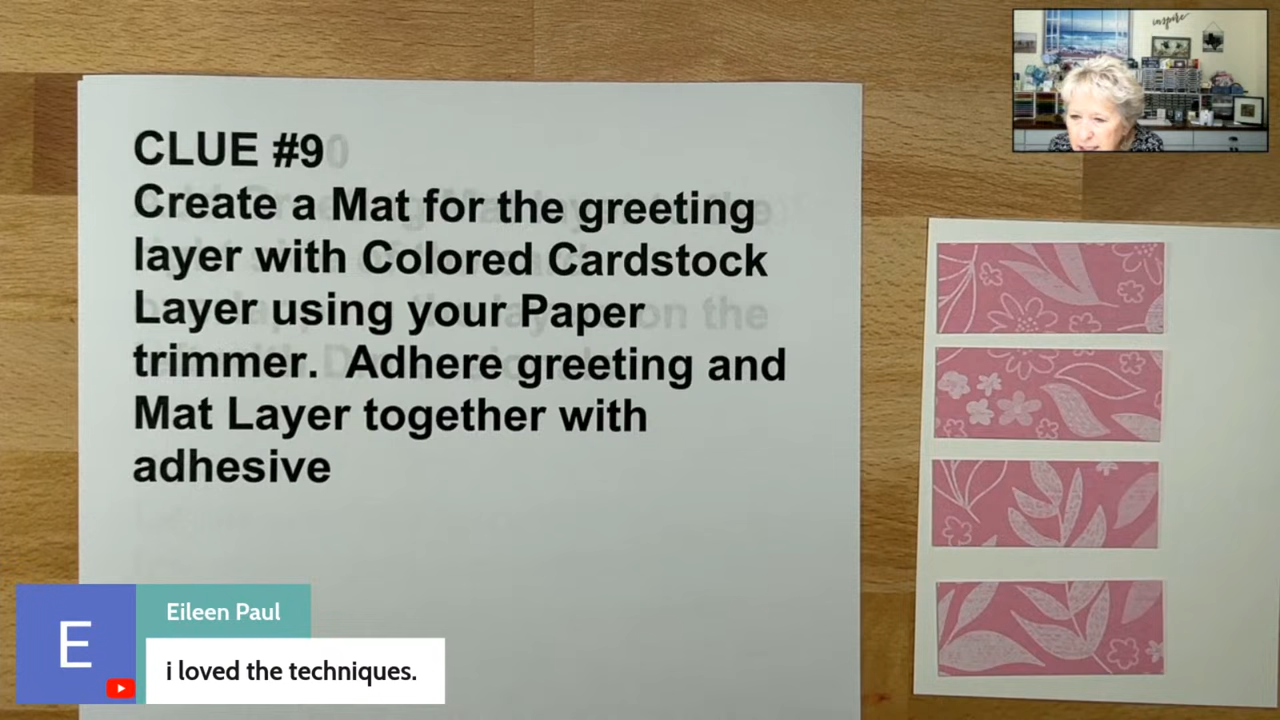 inspire
CLUE #9
Create a Mat for the greeting
layer with Colored Cardstock
Layer using your Paper
trimmer.  Adhere greeting and
Mat Layer together with
adhesive
E
Eileen Paul
i loved the techniques.